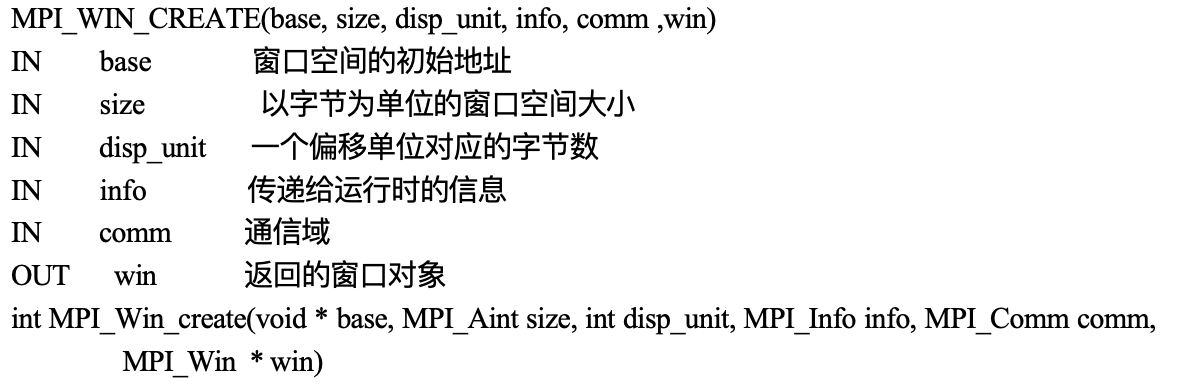 MPI_WIN_CREATE(base, size, disp_unit, info, comm ,win)
IN base 窗口空间的初始地址
IN size 以字节为单位的窗口空间大小
IN disp_unit 一个偏移单位对应的字节数
IN info 传递给运行时的信息
IN comm 通信域
OUT win 返回的窗口对象
int MPI_Win_create(void * base, MPI_Aint size, int disp_unit, MPI_Info info, MPI_Comm comm,
MPI_Win * win)